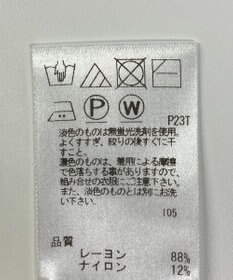 P
W
P23T
淡色のものは無蛍光洗剤を使用。
よくすすぎ、絞りの後すぐに干
すこと。
濃色のものは、着用による摩擦
で色落ちする事がありますので、
組み合せの衣服にご注意下さい。
また、淡色のものとは別にお洗
い下さい。
105
品質
レーヨン 88%
ナイロン 12%